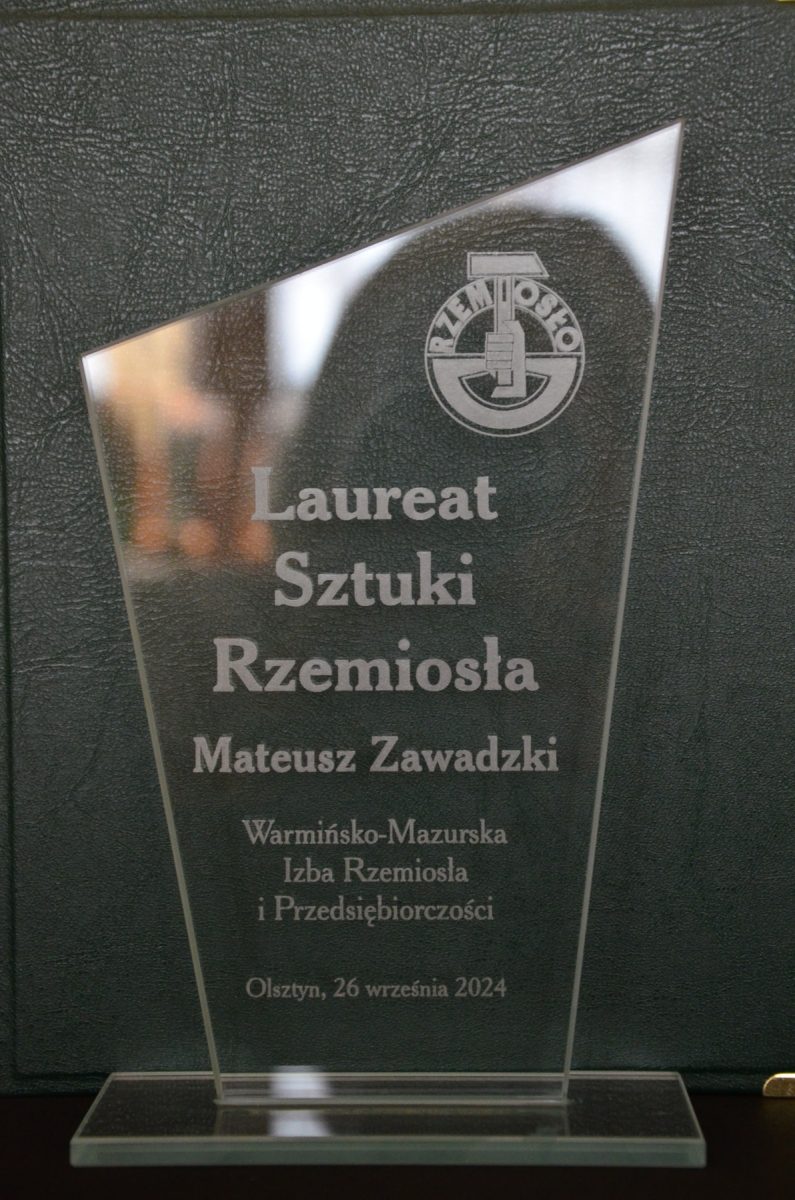 RZEMIOSŁO
Laureat
Sztuki
Rzemiosła
Mateusz Zawadzki
Warmińsko-Mazurska
Izba Rzemiosła
i Przedsiębiorczości
Olsztyn, 26 września 2024